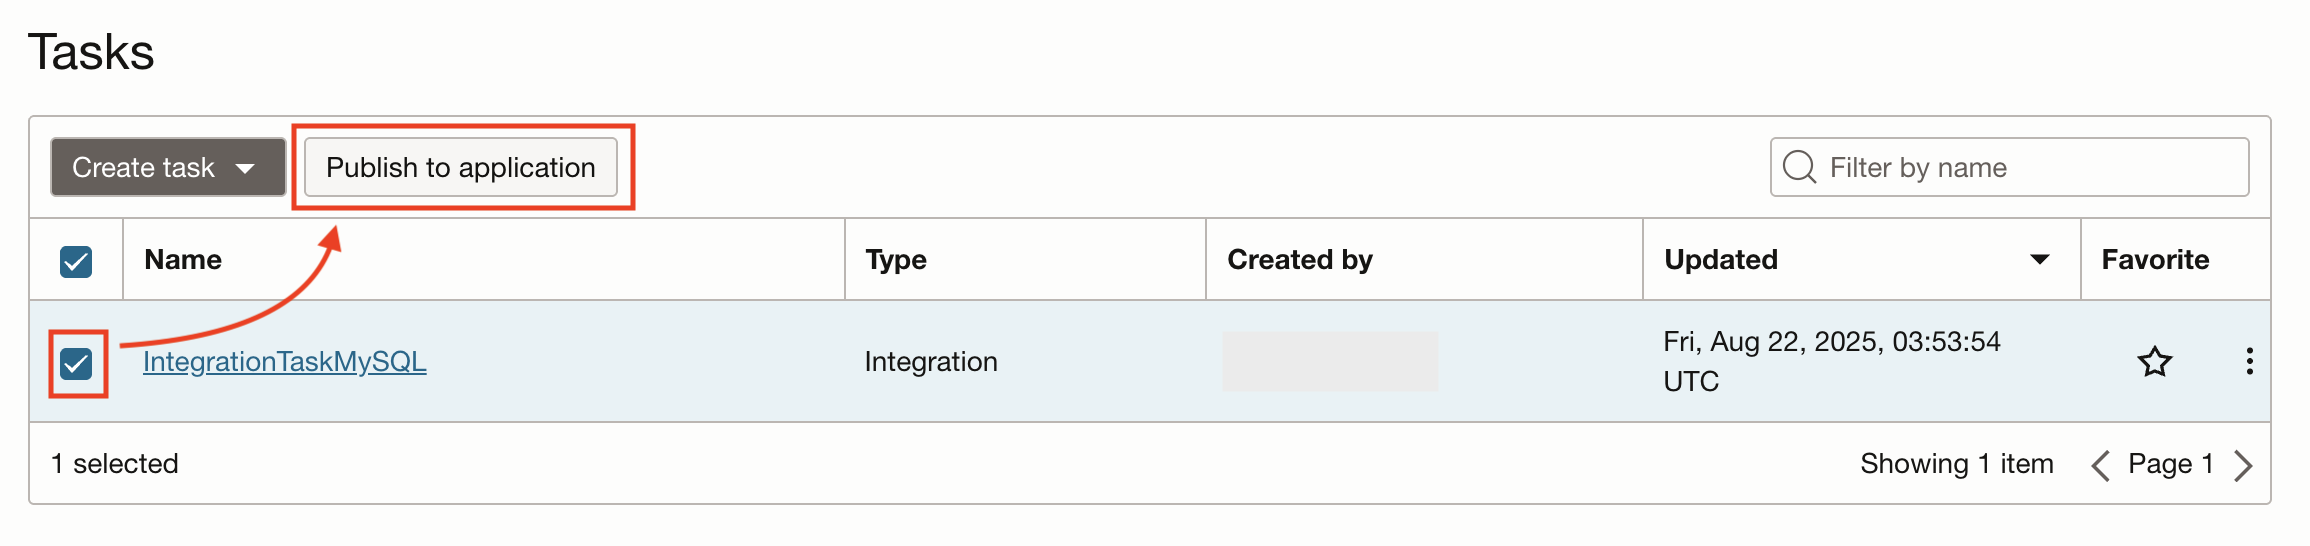 Tasks
Create task
Publish to application
Filter by name
Name
Type
Created by
Updated
Favorite
IntegrationTaskMySQL
Integration
Fri, Aug 22, 2025, 03:53:54
UTC
1 selected
Showing 1 item
Page 1